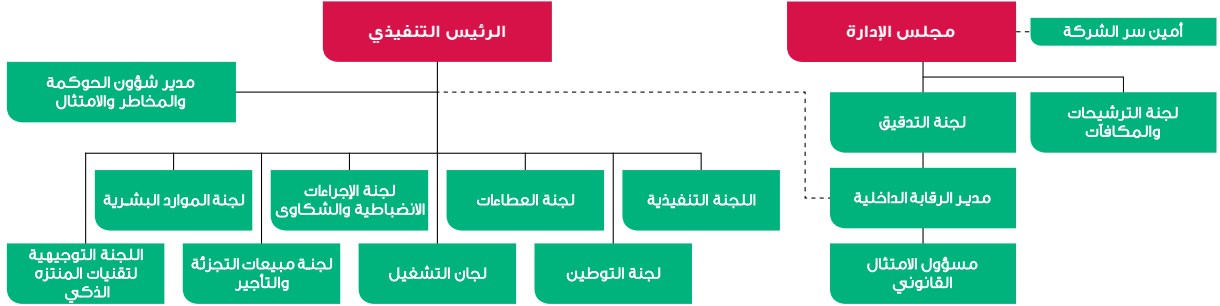 مجلس الإدارة
أمين سر الشركة
لجنة الترشيحات
والمكافآت
لجنة التدقيق
مدير الرقابة الداخلية
مسؤول الامتثال
القانوني
الرئيس التنفيذي
مدير شؤون الحوكمة
والمخاطر والامتثال
اللجنة التنفيذية
لجنة العطاءات
لجنة الإجراءات
الانضباطية والشكاوى
لجنة الموارد البشرية
لجنة التوطين
لجان التشغيل
لجنة مبيعات التجزئة
والتأجير
اللجنة التوجيهية
لتقنيات المنتزه
الذكي